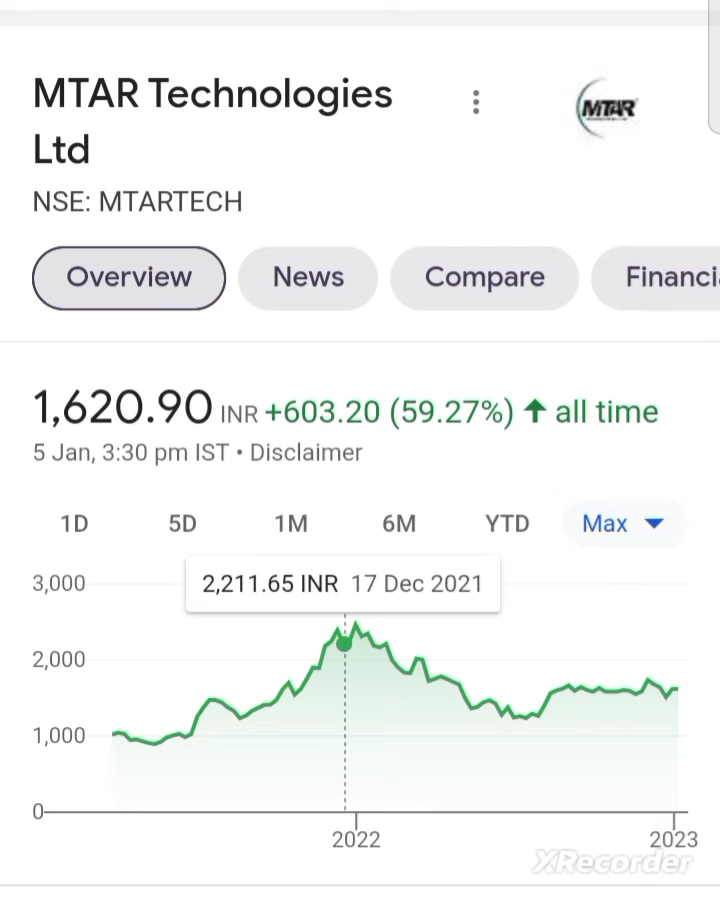 MTAR Technologies
Ltd
MTAR
NSE: MTARTECH
Overview News Compare Financi
1,620.90 INR +603.20 (59.27%) ↑ all time
5 Jan, 3:30 pm IST • Disclaimer
1D 5D 1M 6M YTD Max
2,211.65 INR 17 Dec 2021
3,000
2,000
1,000
0
2022 2023
XRecorder